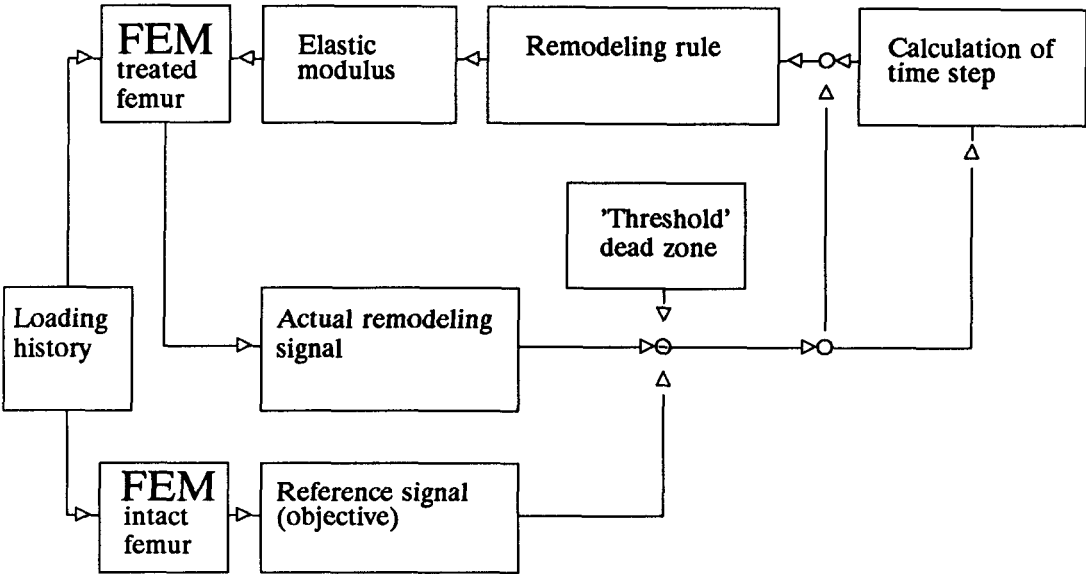 FEM
treated
femur
Elastic
modulus
Remodeling rule
Calculation of
time step
'Threshold'
dead zone
Loading
history
Actual remodeling
signal
FEM
intact
femur
Reference signal
(objective)